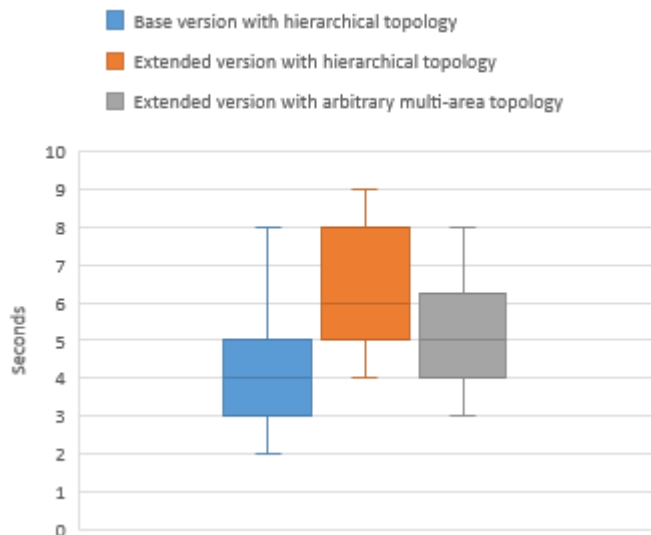 Base version with hierarchical topology
Extended version with hierarchical topology
Extended version with arbitrary multi-area topology
10
9
8
7
6
5
4
3
2
1
0
Seconds